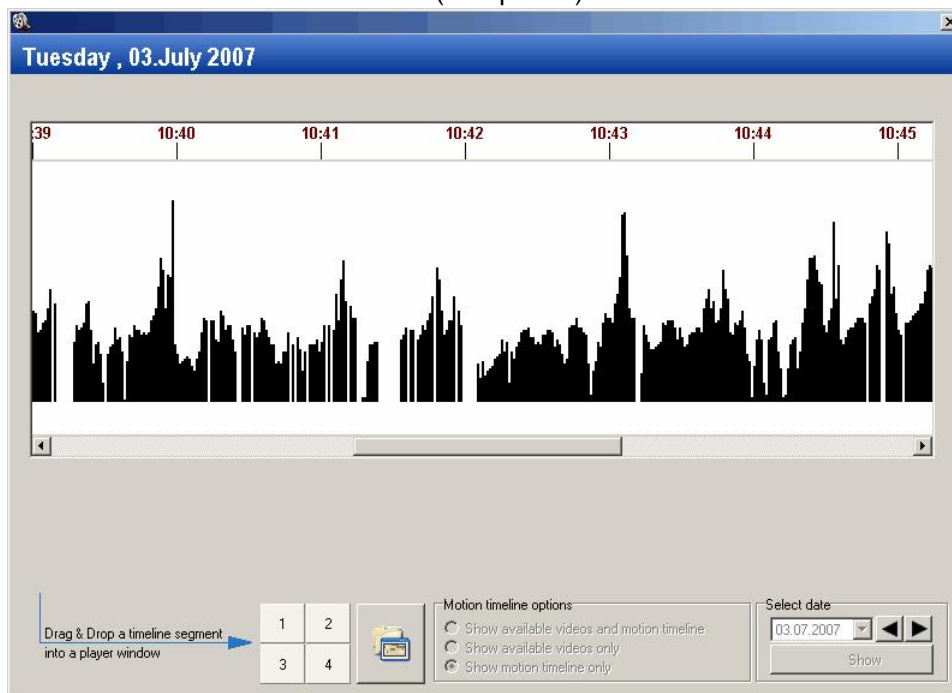 Tuesday , 03.July 2007
:39 10:40 10:41 10:42 10:43 10:44 10:45
Drag & Drop a timeline segment
into a player window
1 2
3 4
Motion timeline options
Show available videos and motion timeline
Show available videos only
Show motion timeline only
Select date
03.07.2007
Show